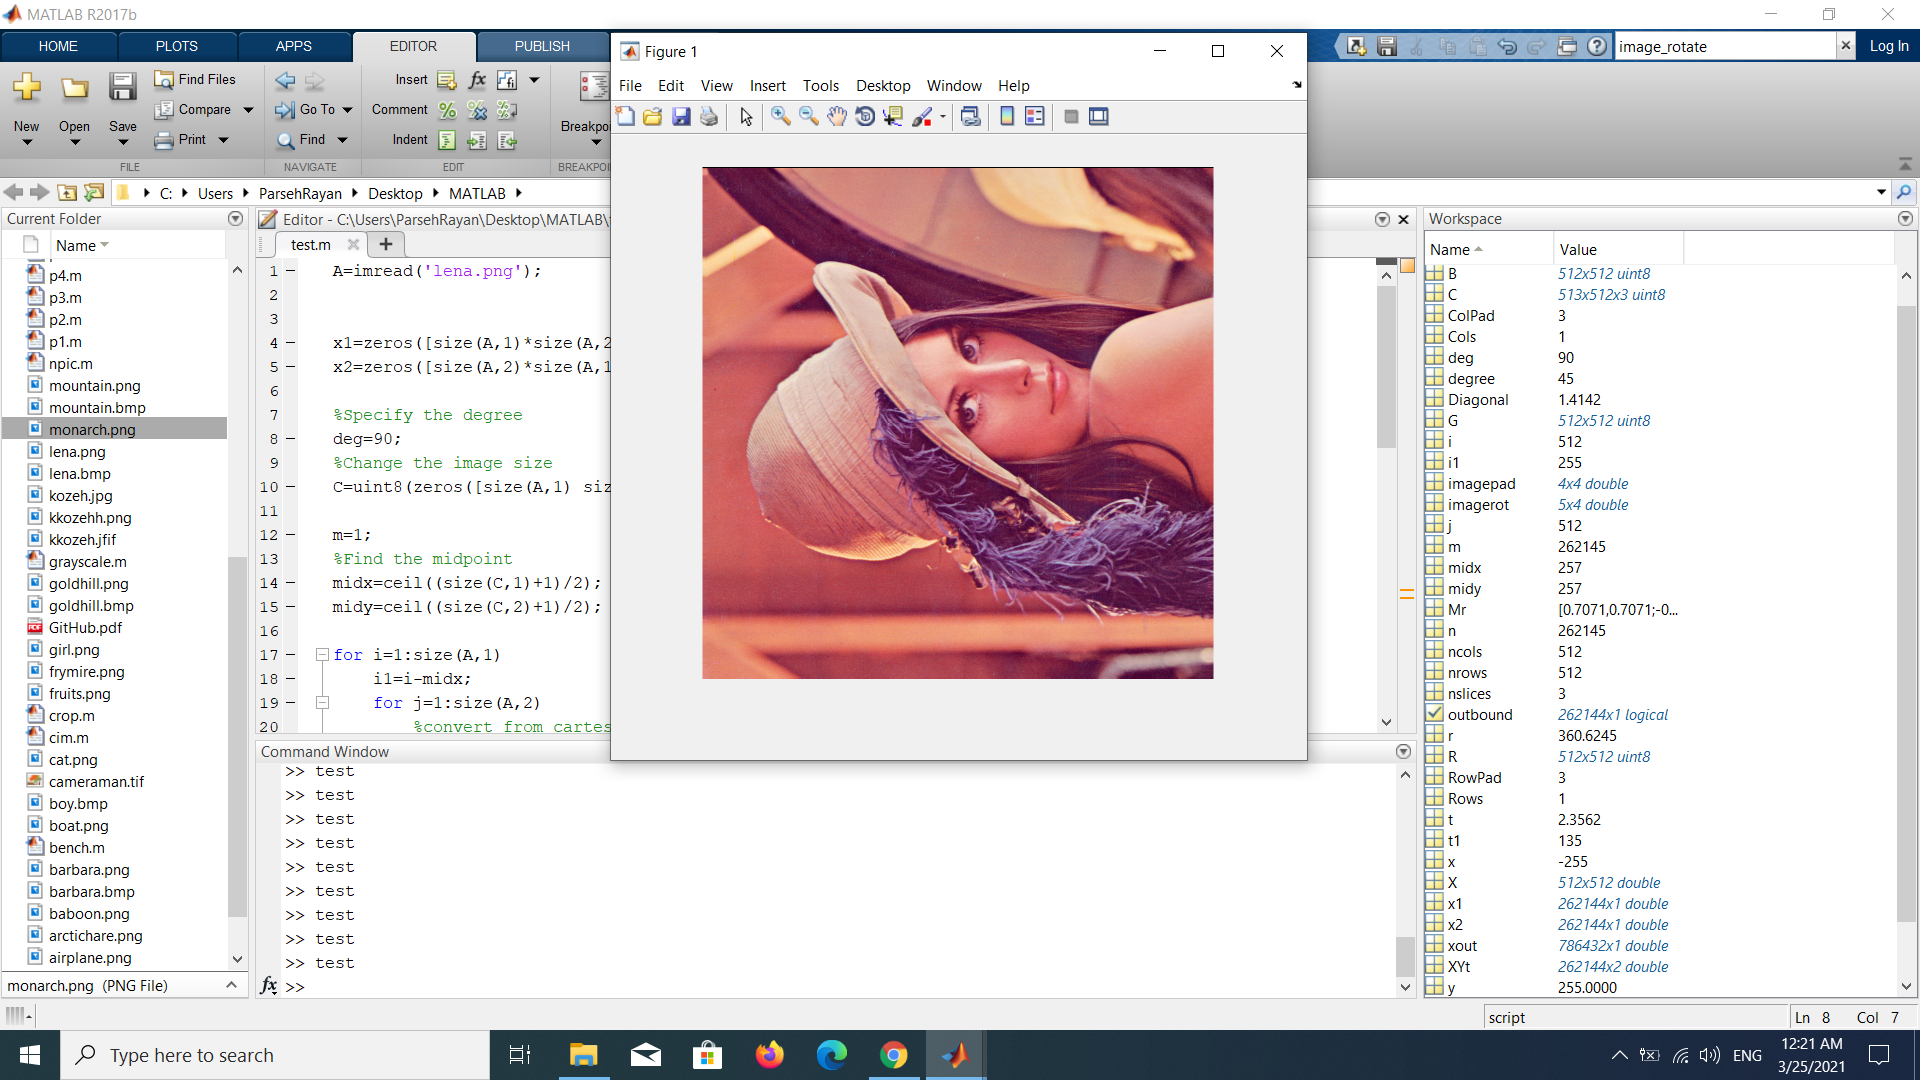 MATLAB R2017b
HOME PLOTS APPS EDITOR PUBLISH
image_rotate
Log In
New Open Save
Find Files
Compare
Print
FILE
Go To
Find
NAVIGATE
Insert
Comment
Indent
EDIT
Breakpoi
BREAKPOI
C: Users ParsehRayan Desktop MATLAB
Current Folder
Name
p4.m
p3.m
p2.m
p1.m
npic.m
mountain.png
mountain.bmp
monarch.png
lena.png
lena.bmp
kozeh.jpg
kkozehh.png
kkozeh.jfif
grayscale.m
goldhill.png
goldhill.bmp
GitHub.pdf
girl.png
frymire.png
fruits.png
crop.m
cim.m
cat.png
cameraman.tif
boy.bmp
boat.png
bench.m
barbara.png
barbara.bmp
baboon.png
arctichare.png
airplane.png
monarch.png (PNG File)
Editor - C:\Users\ParsehRayan\Desktop\MATLAB\
test.m
1 A=imread('lena.png');
2
3
4 x1=zeros([size(A,1)*size(A,2
5 x2=zeros([size(A,2)*size(A,1
6
7 %Specify the degree
8 deg=90;
9 %Change the image size
10 C=uint8(zeros([size(A,1) siz
11
12 m=1;
13 %Find the midpoint
14 midx=ceil((size(C,1)+1)/2);
15 midy=ceil((size(C,2)+1)/2);
16
17 for i=1:size(A,1)
18 i1=i-midx;
19 for j=1:size(A,2)
20 %convert from cartes
Command Window
>> test
>> test
>> test
>> test
>> test
>> test
>> test
>> test
>> test
fx >>
Figure 1
File Edit View Insert Tools Desktop Window Help
Workspace
Name Value
B 512x512 uint8
C 513x512x3 uint8
ColPad 3
Cols 1
deg 90
degree 45
Diagonal 1.4142
G 512x512 uint8
i 512
i1 255
imagepad 4x4 double
imagerot 5x4 double
j 512
m 262145
midx 257
midy 257
Mr [0.7071,0.7071;-0...
n 262145
ncols 512
nrows 512
nslices 3
outbound 262144x1 logical
r 360.6245
R 512x512 uint8
RowPad 3
Rows 1
t 2.3562
t1 135
x -255
X 512x512 double
x1 262144x1 double
x2 262144x1 double
xout 786432x1 double
XYt 262144x2 double
y 255.0000
script
Ln 8 Col 7
Type here to search
ENG
12:21 AM
3/25/2021